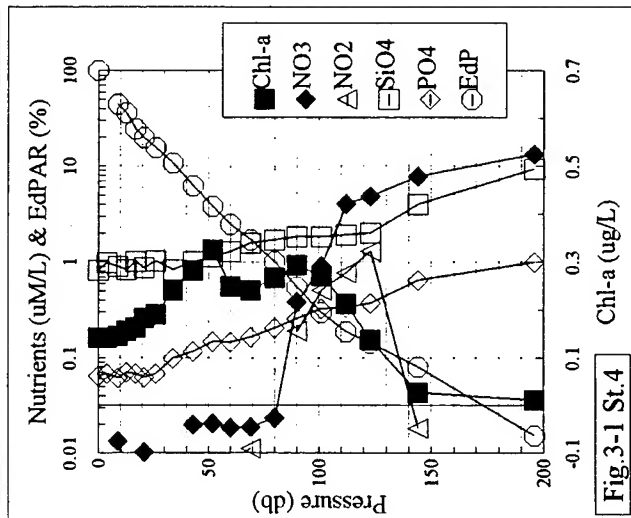 Nutrients (uM/L) & EdPAR (%)
0.01 0.1 1 10 100
0
50
100
150
200
Pressure (db)
Chl-a
NO3
NO2
SiO4
PO4
EdP
-0.1 0.1 0.3 0.5 0.7
Chl-a (ug/L)
Fig.3-1 St.4